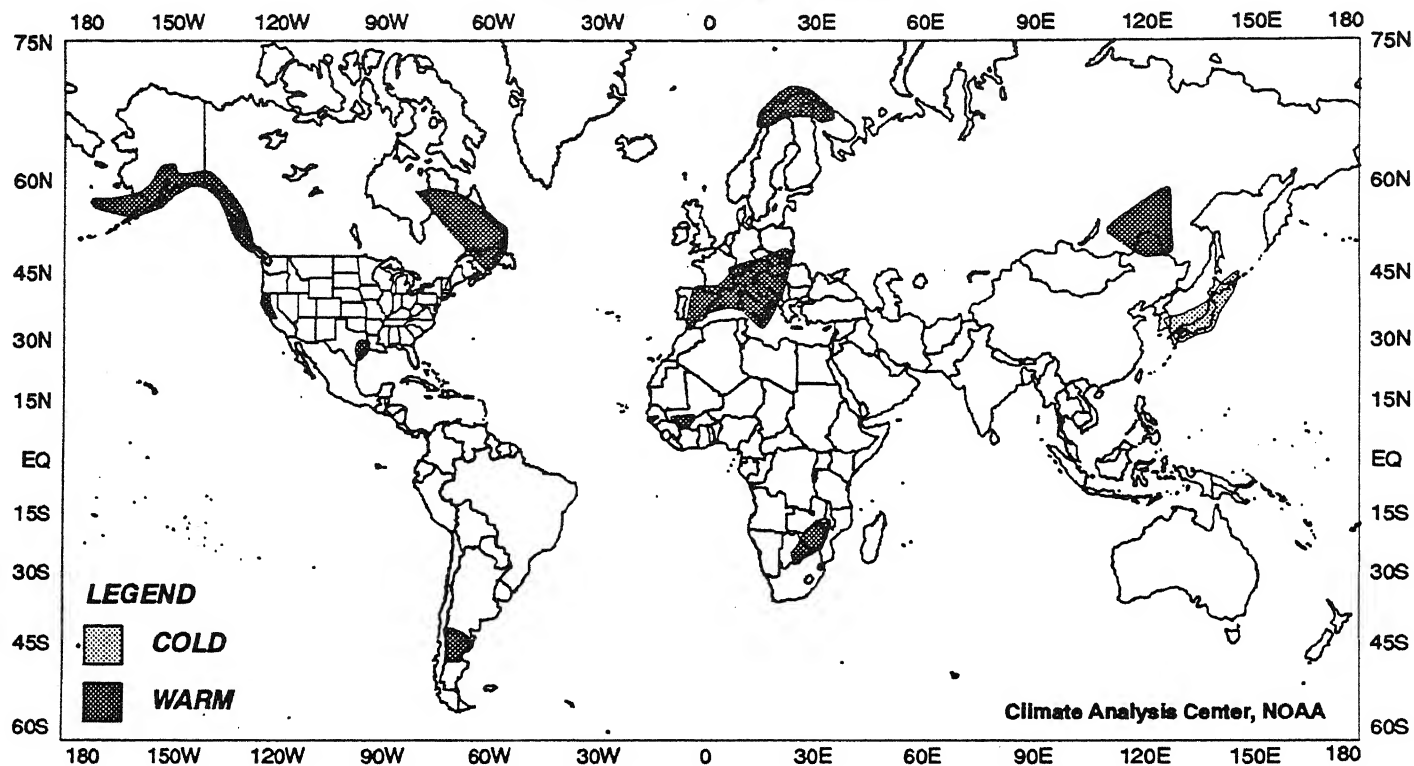 180 150W 120W 90W 60W 30W 0 30E 60E 90E 120E 150E 180
75N 75N
60N 60N
45N 45N
30N 30N
15N 15N
EQ EQ
15S 15S
30S 30S
LEGEND
45S COLD 45S
WARM
Climate Analysis Center, NOAA
60S 60S
180 150W 120W 90W 60W 30W 0 30E 60E 90E 120E 150E 180